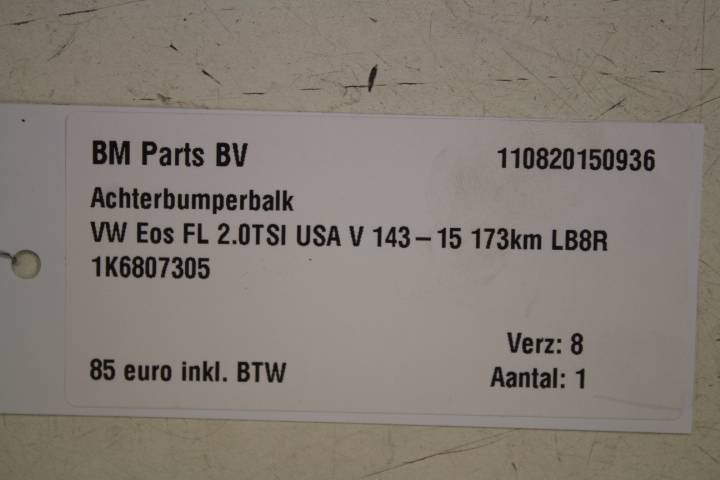 BM Parts BV 110820150936
Achterbumperbalk
VW Eos FL 2.0TSI USA V 143-15 173km LB8R
1K6807305
Verz: 8
85 euro inkl. BTW Aantal: 1